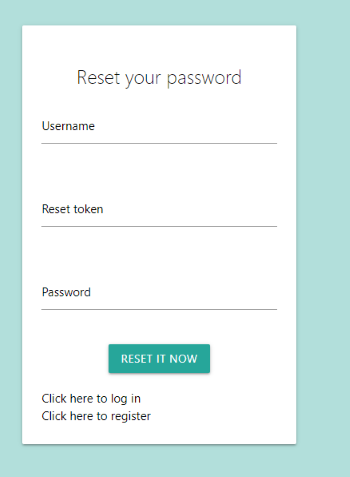 Reset your password
Username
Reset token
Password
RESET IT NOW
Click here to log in
Click here to register